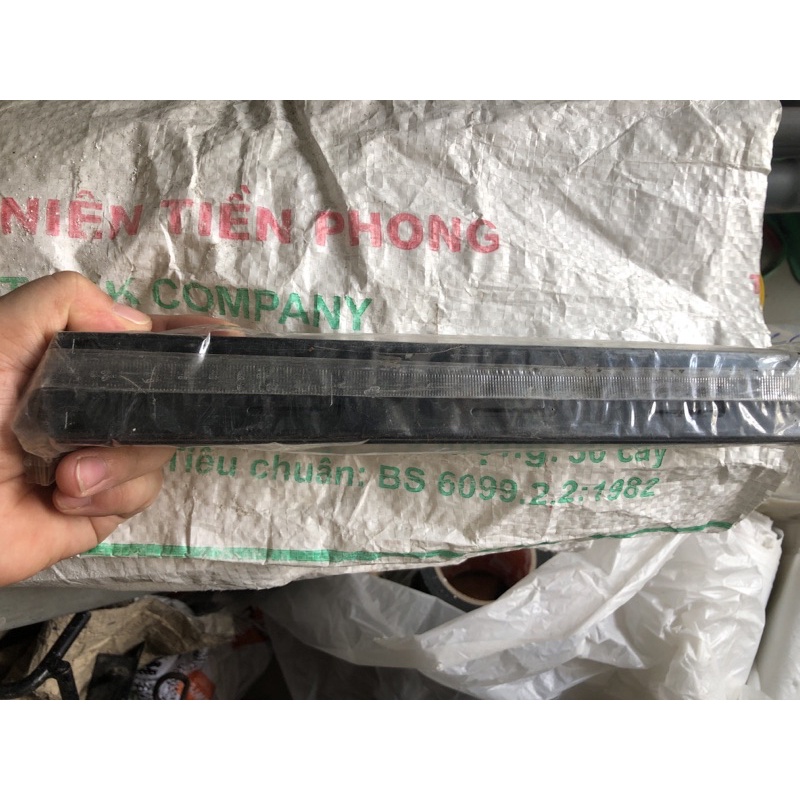 NIÊN TIỀN PHONG
COMPANY
Tiêu chuẩn: BS 6099.2.2:1982